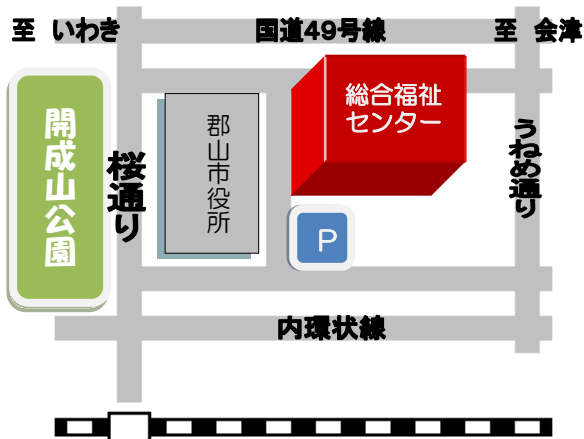 至 いわき
国道49号線
至 会津
開成山公園
桜通り
郡山市役所
総合福祉
センター
うねめ通り
P
内環状線